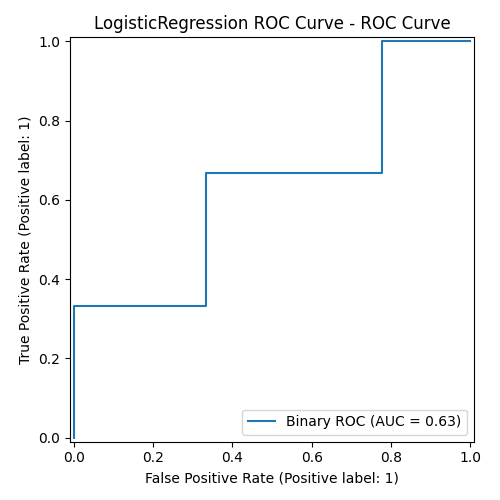 LogisticRegression ROC Curve - ROC Curve
True Positive Rate (Positive label: 1)
1.0
0.8
0.6
0.4
0.2
0.0
Binary ROC (AUC = 0.63)
0.0 0.2 0.4 0.6 0.8 1.0
False Positive Rate (Positive label: 1)